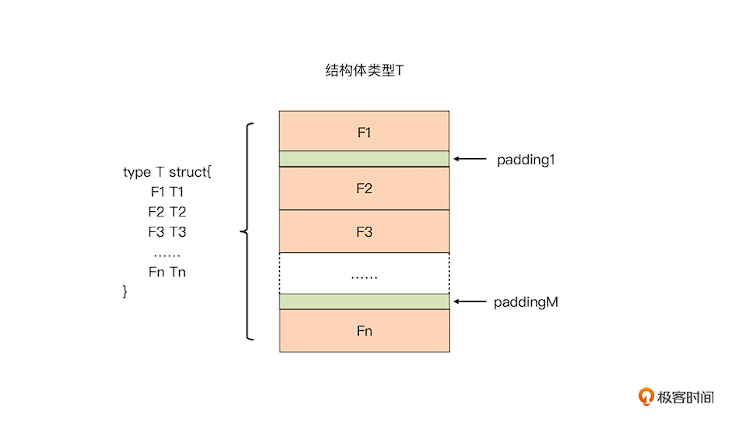 结构体类型T
type T struct{
F1 T1
F2 T2
F3 T3
……
Fn Tn
}
F1
padding1
F2
F3
……
paddingM
Fn
极客时间